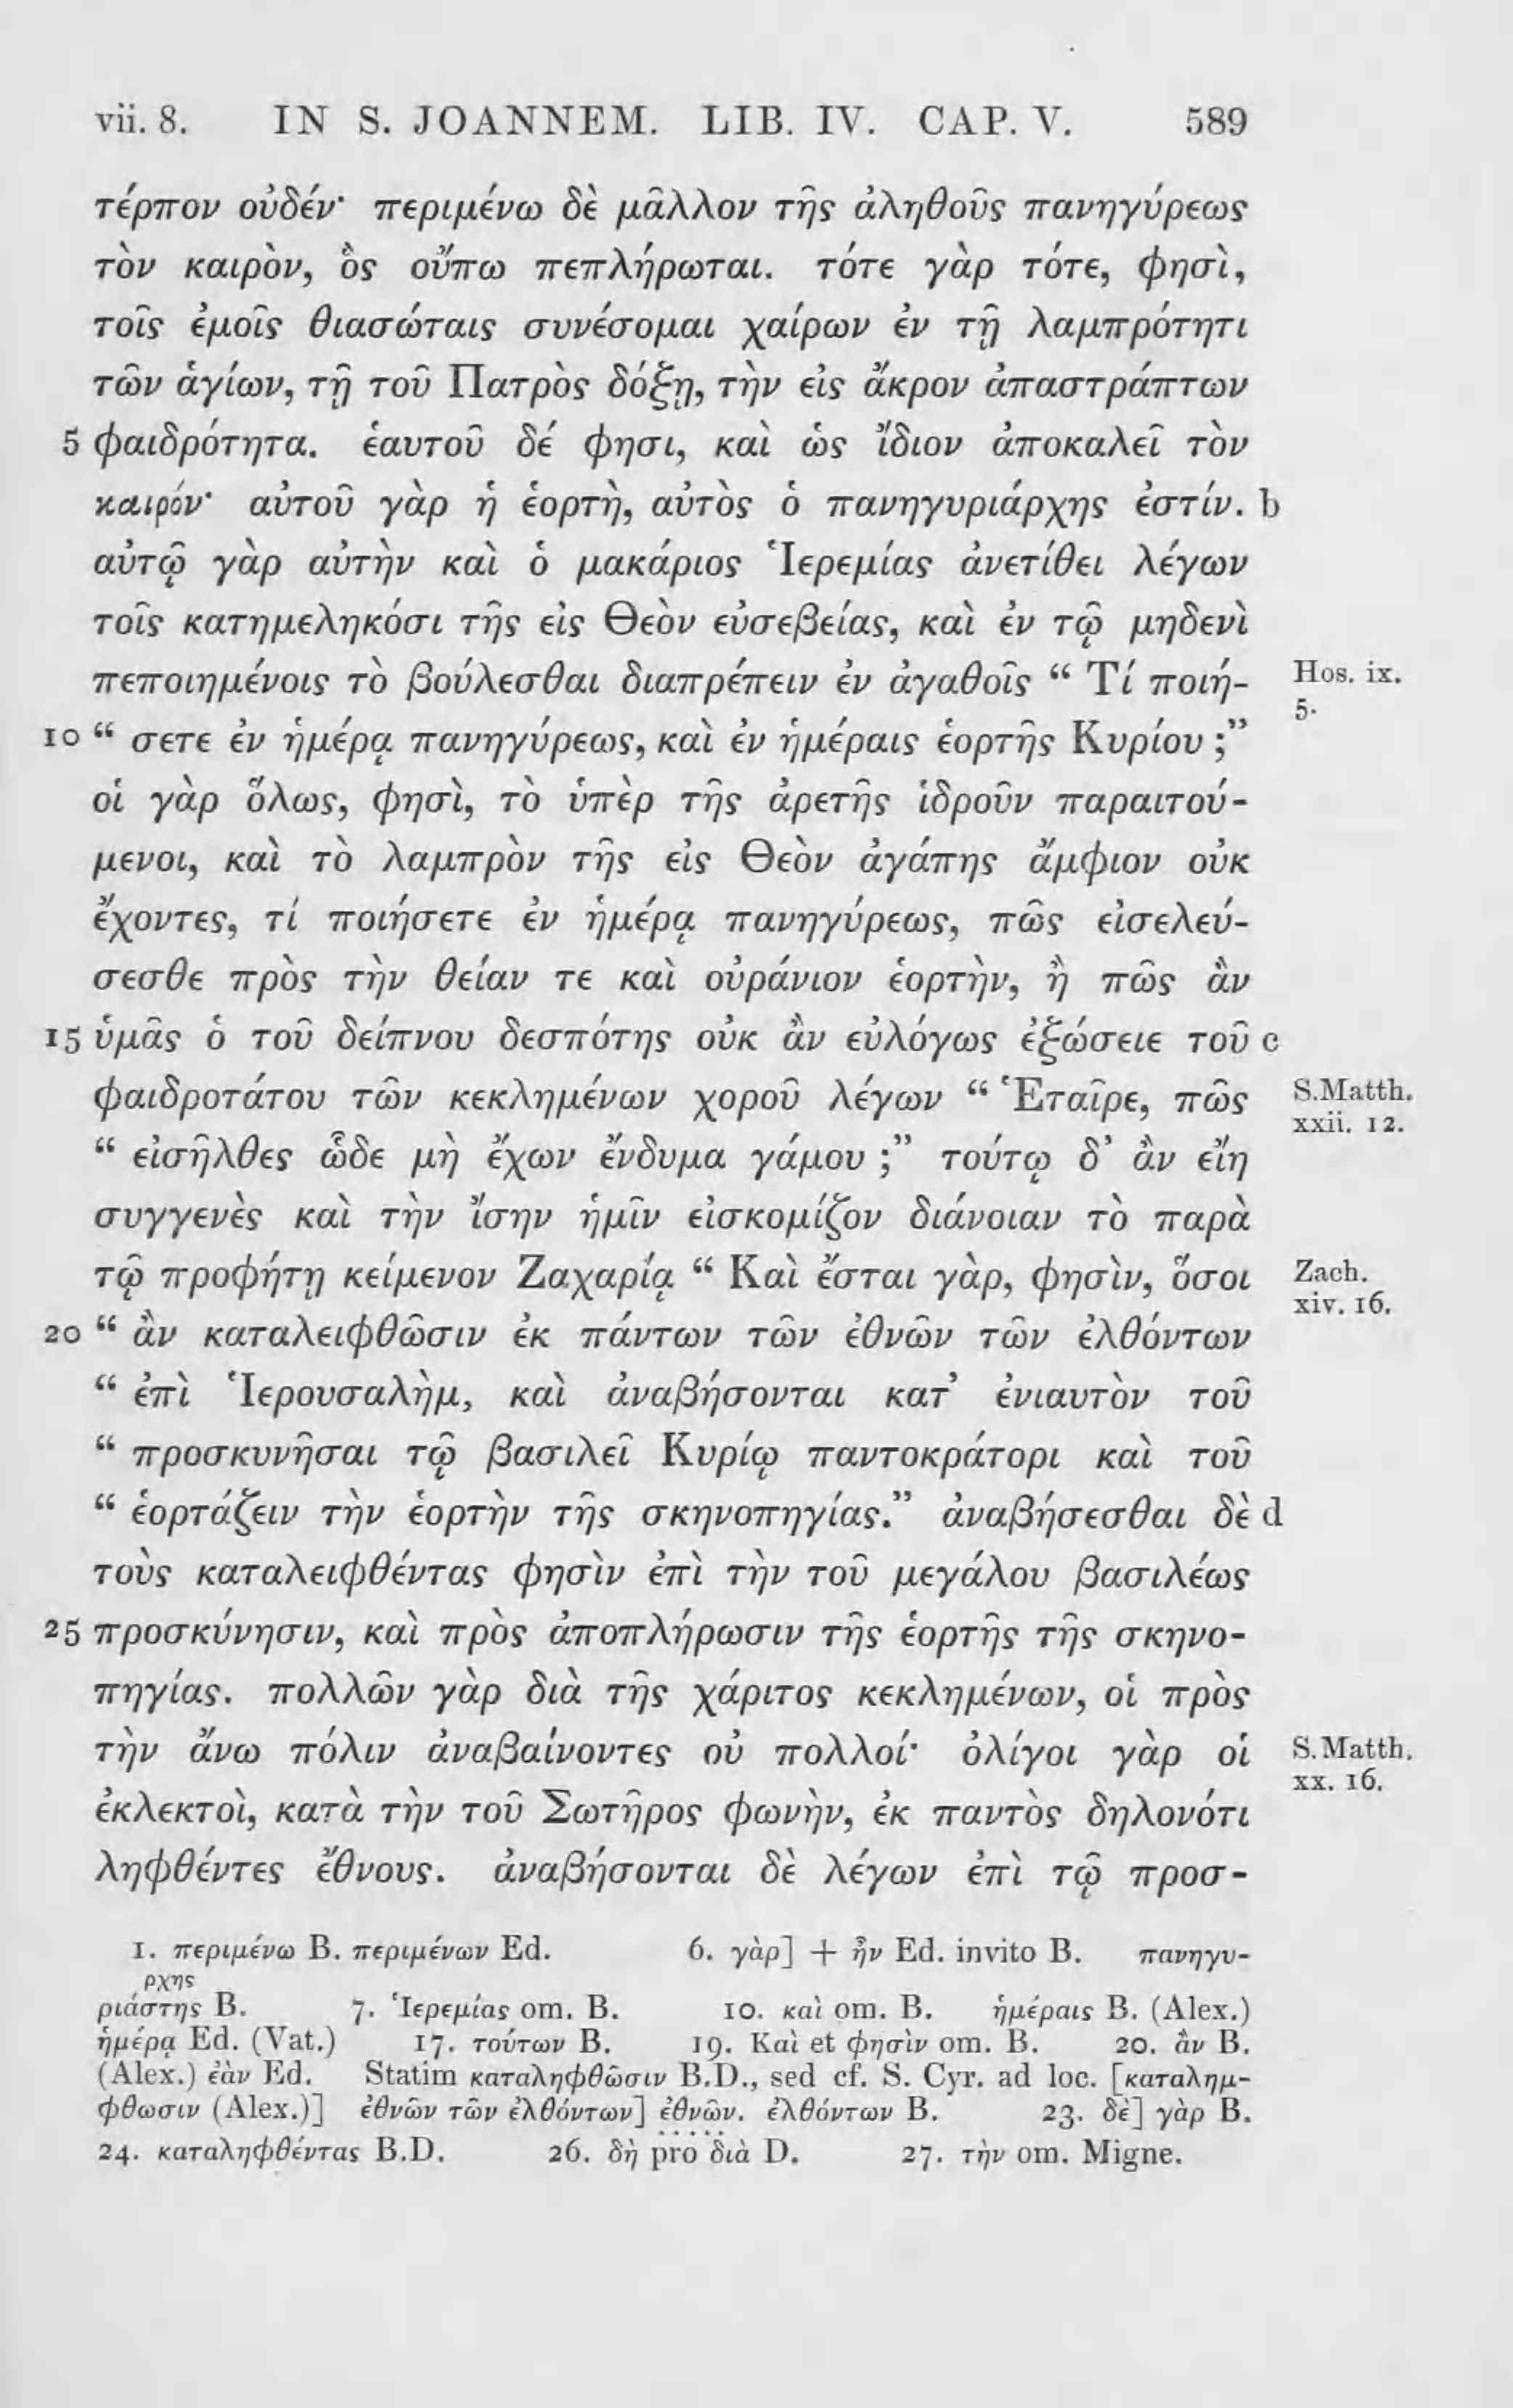 vii. 8. IN S. JOANNEM. LIB. IV. CAP. V. 589
τέρπον οὐδέν· περιμένω δὲ μᾶλλον τῆς ἀληθοῦς πανηγύρεως
τὸν καιρὸν, ὃς οὔπω πεπλήρωται. τότε γὰρ τότε, φησὶ,
τοῖς ἐμοῖς θιασώταις συνέσομαι χαίρων ἐν τῇ λαμπρότητι
τῶν ἁγίων, τῇ τοῦ Πατρὸς δόξῃ, τὴν εἰς ἄκρον ἀπαστράπτων
5 φαιδρότητα. ἑαυτοῦ δέ φησι, καὶ ὡς ἴδιον ἀποκαλεῖ τὸν
καιρόν· αὐτοῦ γὰρ ἡ ἑορτὴ, αὐτὸς ὁ πανηγυριάρχης ἐστίν. b
αὐτῷ γὰρ αὐτὴν καὶ ὁ μακάριος Ἱερεμίας ἀνετίθει λέγων
τοῖς κατημεληκόσι τῆς εἰς Θεὸν εὐσεβείας, καὶ ἐν τῷ μηδενὶ
πεποιημένοις τὸ βούλεσθαι διαπρέπειν ἐν ἀγαθοῖς “ Τί ποιή- Hos. ix.
5.
10 “ σετε ἐν ἡμέρᾳ πανηγύρεως, καὶ ἐν ἡμέραις ἑορτῆς Κυρίου ;”
οἱ γὰρ ὅλως, φησὶ, τὸ ὑπὲρ τῆς ἀρετῆς ἱδροῦν παραιτού-
μενοι, καὶ τὸ λαμπρὸν τῆς εἰς Θεὸν ἀγάπης ἄμφιον οὐκ
ἔχοντες, τί ποιήσετε ἐν ἡμέρᾳ πανηγύρεως, πῶς εἰσελεύ-
σεσθε πρὸς τὴν θείαν τε καὶ οὐράνιον ἑορτὴν, ἢ πῶς ἂν
15 ὑμᾶς ὁ τοῦ δείπνου δεσπότης οὐκ ἂν εὐλόγως ἐξώσειε τοῦ c
φαιδροτάτου τῶν κεκλημένων χοροῦ λέγων “ Ἑταῖρε, πῶς S.Matth.
xxii. 12.
“ εἰσῆλθες ὧδε μὴ ἔχων ἔνδυμα γάμου ;” τούτῳ δ’ ἂν εἴη
συγγενὲς καὶ τὴν ἴσην ἡμῖν εἰσκομίζον διάνοιαν τὸ παρὰ
τῷ προφήτῃ κείμενον Ζαχαρίᾳ “ Καὶ ἔσται γὰρ, φησὶν, ὅσοι Zach.
xiv. 16.
20 “ ἂν καταλειφθῶσιν ἐκ πάντων τῶν ἐθνῶν τῶν ἐλθόντων
“ ἐπὶ Ἱερουσαλὴμ, καὶ ἀναβήσονται κατ’ ἐνιαυτὸν τοῦ
“ προσκυνῆσαι τῷ βασιλεῖ Κυρίῳ παντοκράτορι καὶ τοῦ
“ ἑορτάζειν τὴν ἑορτὴν τῆς σκηνοπηγίας.” ἀναβήσεσθαι δὲ d
τοὺς καταλειφθέντας φησὶν ἐπὶ τὴν τοῦ μεγάλου βασιλέως
25 προσκύνησιν, καὶ πρὸς ἀποπλήρωσιν τῆς ἑορτῆς τῆς σκηνο-
πηγίας. πολλῶν γὰρ διὰ τῆς χάριτος κεκλημένων, οἱ πρὸς
τὴν ἄνω πόλιν ἀναβαίνοντες οὐ πολλοί· ὀλίγοι γὰρ οἱ S.Matth.
xx. 16.
ἐκλεκτοὶ, κατὰ τὴν τοῦ Σωτῆρος φωνὴν, ἐκ παντὸς δηλονότι
ληφθέντες ἔθνους. ἀναβήσονται δὲ λέγων ἐπὶ τῷ προσ-
1. περιμένω B. περιμένων Ed. 6. γὰρ] + ἦν Ed. invito B. πανηγυ-
ρχης
ριάστης B. 7. Ἱερεμίας om. B. 10. καὶ om. B. ἡμέραις B. (Alex.)
ἡμέρᾳ Ed. (Vat.) 17. τούτων B. 19. Καὶ et φησὶν om. B. 20. ἂν B.
(Alex.) ἐὰν Ed. Statim καταληφθῶσιν B.D., sed cf. S. Cyr. ad loc. [καταλημ-
φθωσιν (Alex.)] ἐθνῶν τῶν ἐλθόντων] ἐθνῶν. ἐλθόντων B. 23. δὲ] γὰρ B.
24. καταληφθέντας B.D. 26. δὴ pro διὰ D. 27. τὴν om. Migne.